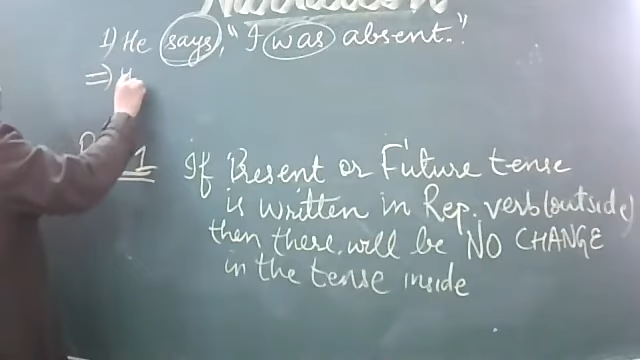 Narration
1) He says, "I was absent."
=) H
1 If Present or Future tense
is written in Rep. verb (outside)
then there will be NO CHANGE
in the tense inside